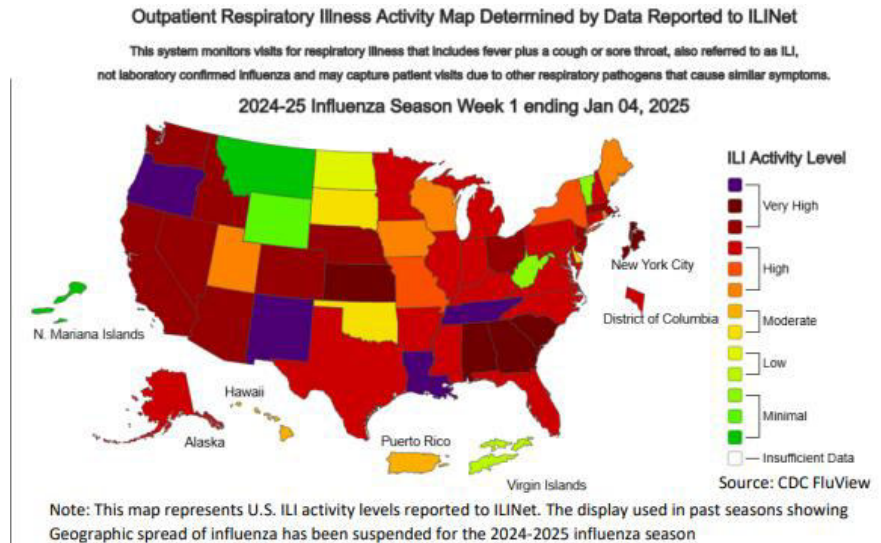 Outpatient Respiratory Illness Activity Map Determined by Data Reported to ILINet
This system monitors visits for respiratory illness that includes fever plus a cough or sore throat, also referred to as ILI,
not laboratory confirmed influenza and may capture patient visits due to other respiratory pathogens that cause similar symptoms.
2024-25 Influenza Season Week 1 ending Jan 04, 2025
ILI Activity Level
Very High
High
Moderate
Low
Minimal
Insufficient Data
New York City
District of Columbia
N. Mariana Islands
Hawaii
Alaska
Puerto Rico
Virgin Islands
Source: CDC FluView
Note: This map represents U.S. ILI activity levels reported to ILINet. The display used in past seasons showing
Geographic spread of influenza has been suspended for the 2024-2025 influenza season